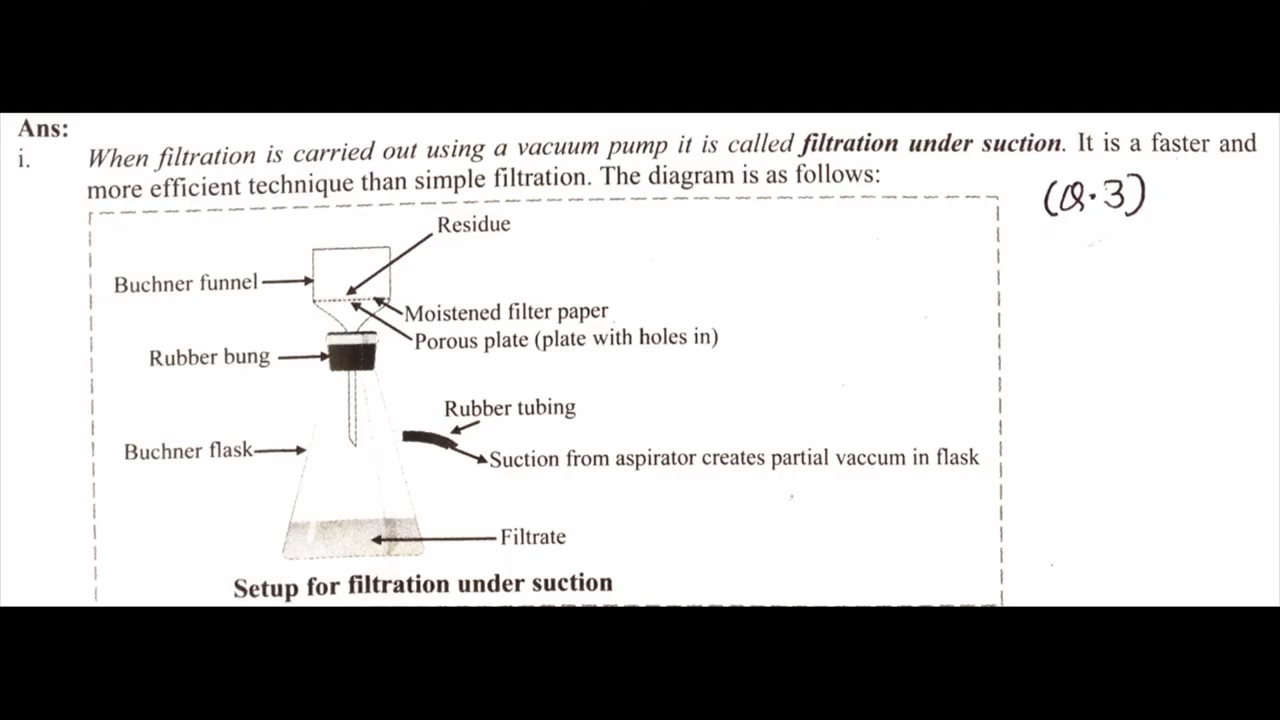 Ans:
i. When filtration is carried out using a vacuum pump it is called filtration under suction. It is a faster and
more efficient technique than simple filtration. The diagram is as follows:
(Q.3)
Residue
Buchner funnel
Moistened filter paper
Porous plate (plate with holes in)
Rubber bung
Rubber tubing
Buchner flask
Suction from aspirator creates partial vaccum in flask
Filtrate
Setup for filtration under suction